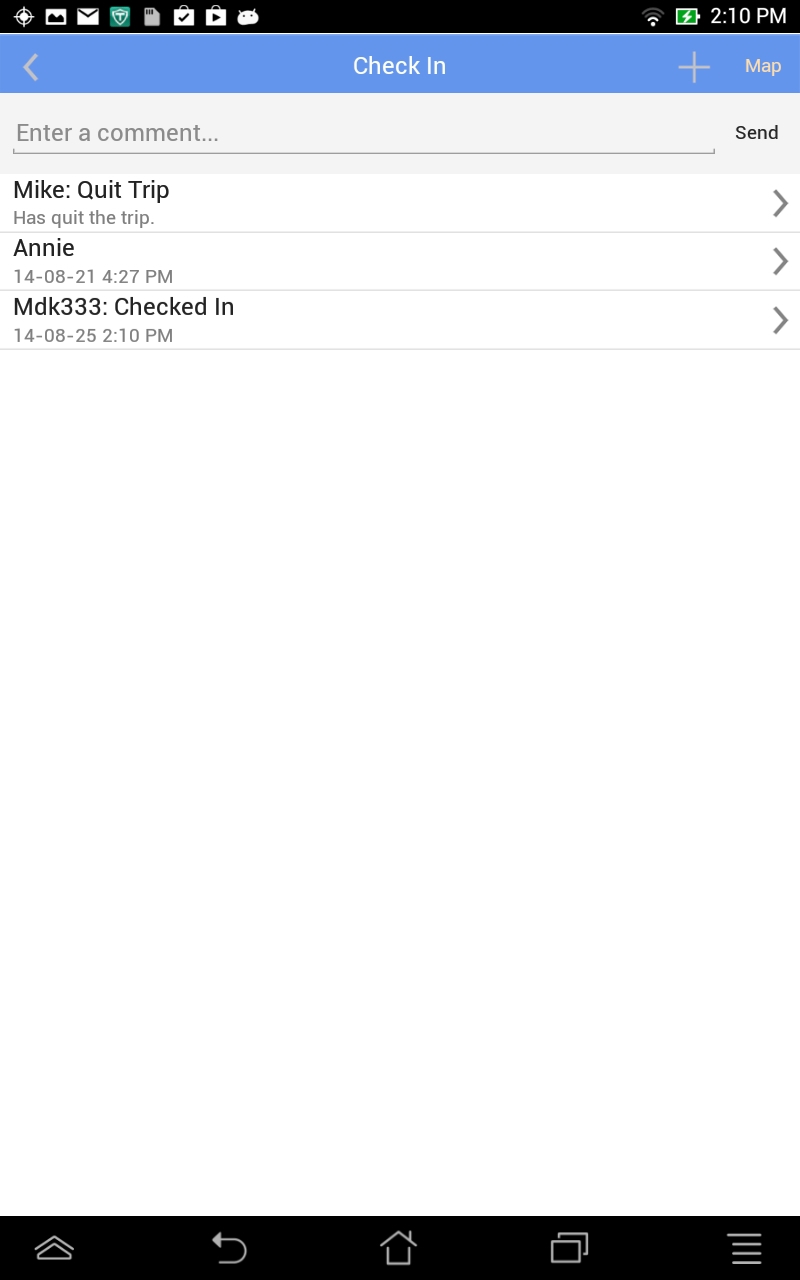 2:10 PM
Check In
Map
Enter a comment...
Send
Mike: Quit Trip
Has quit the trip.
Annie
14-08-21 4:27 PM
Mdk333: Checked In
14-08-25 2:10 PM